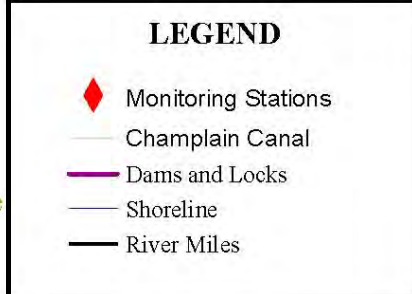 LEGEND
Monitoring Stations
Champlain Canal
Dams and Locks
Shoreline
River Miles